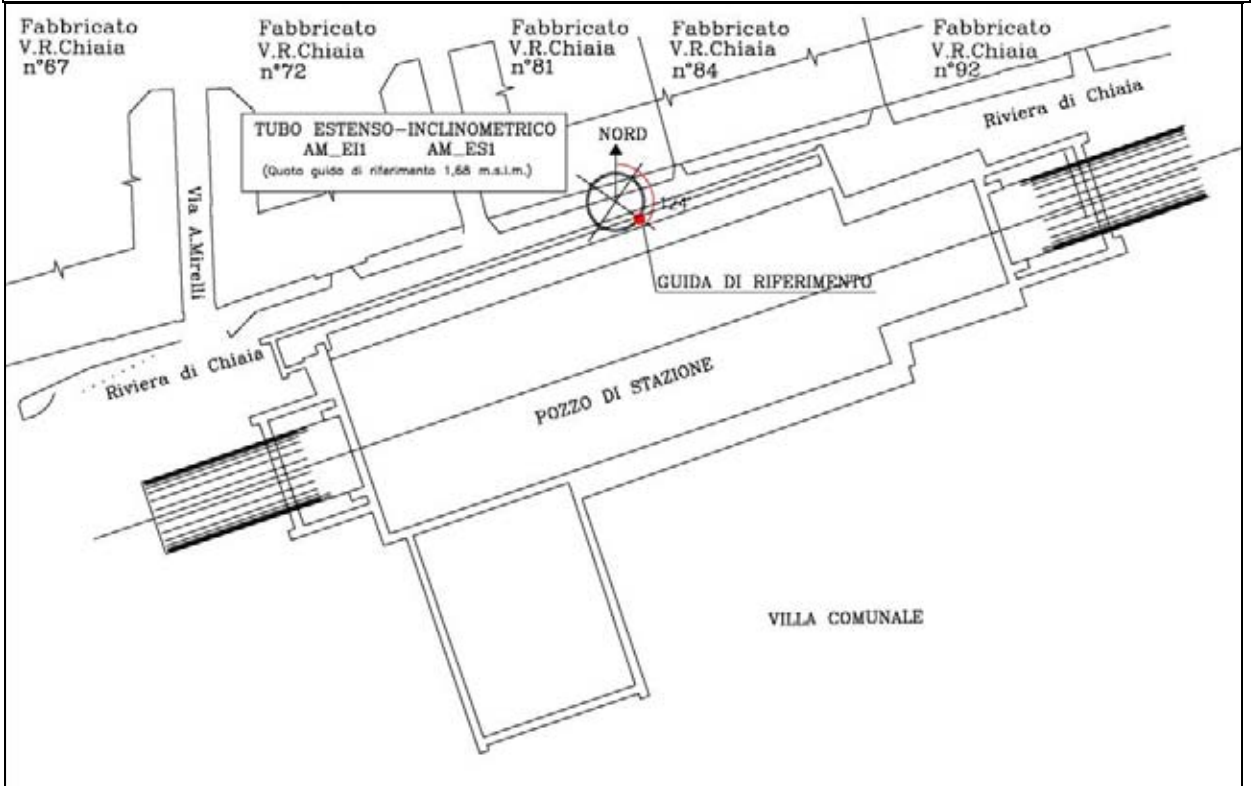 Fabbricato
V.R.Chiaia
n°67
Fabbricato
V.R.Chiaia
n°72
Fabbricato
V.R.Chiaia
n°81
Fabbricato
V.R.Chiaia
n°84
Fabbricato
V.R.Chiaia
n°92
Riviera di Chiaia
TUBO ESTENSO-INCLINOMETRICO
AM_EI1 AM_ES1
(Quota guida di riferimento 1,68 m.s.l.m.)
NORD
124°
Via A.Mirelli
GUIDA DI RIFERIMENTO
Riviera di Chiaia
POZZO DI STAZIONE
VILLA COMUNALE